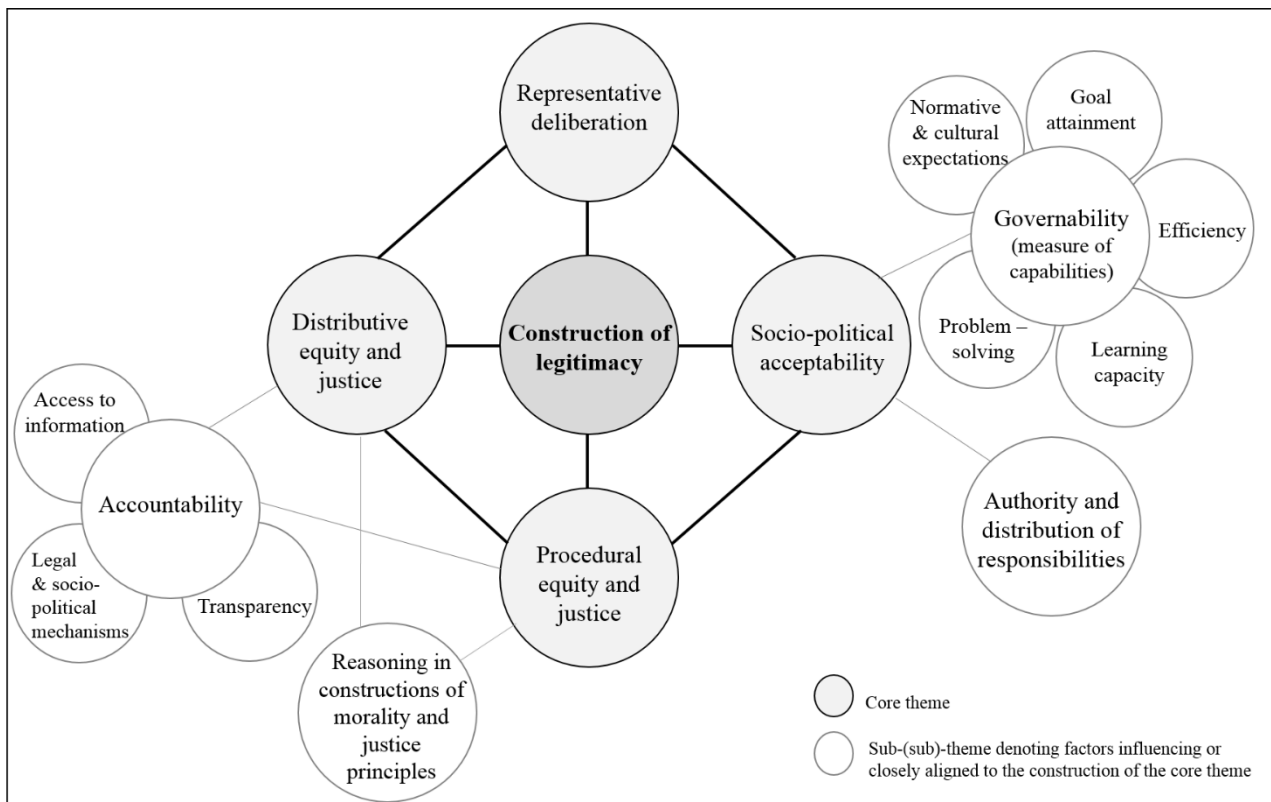 Representative
deliberation
Normative
& cultural
expectations
Goal
attainment
Governability
(measure of
capabilities)
Efficiency
Problem –
solving
Learning
capacity
Distributive
equity and
justice
Construction of
legitimacy
Socio-political
acceptability
Access to
information
Accountability
Legal
& socio-
political
mechanisms
Transparency
Procedural
equity and
justice
Authority and
distribution of
responsibilities
Reasoning in
constructions of
morality and
justice
principles
Core theme
Sub-(sub)-theme denoting factors influencing or
closely aligned to the construction of the core theme